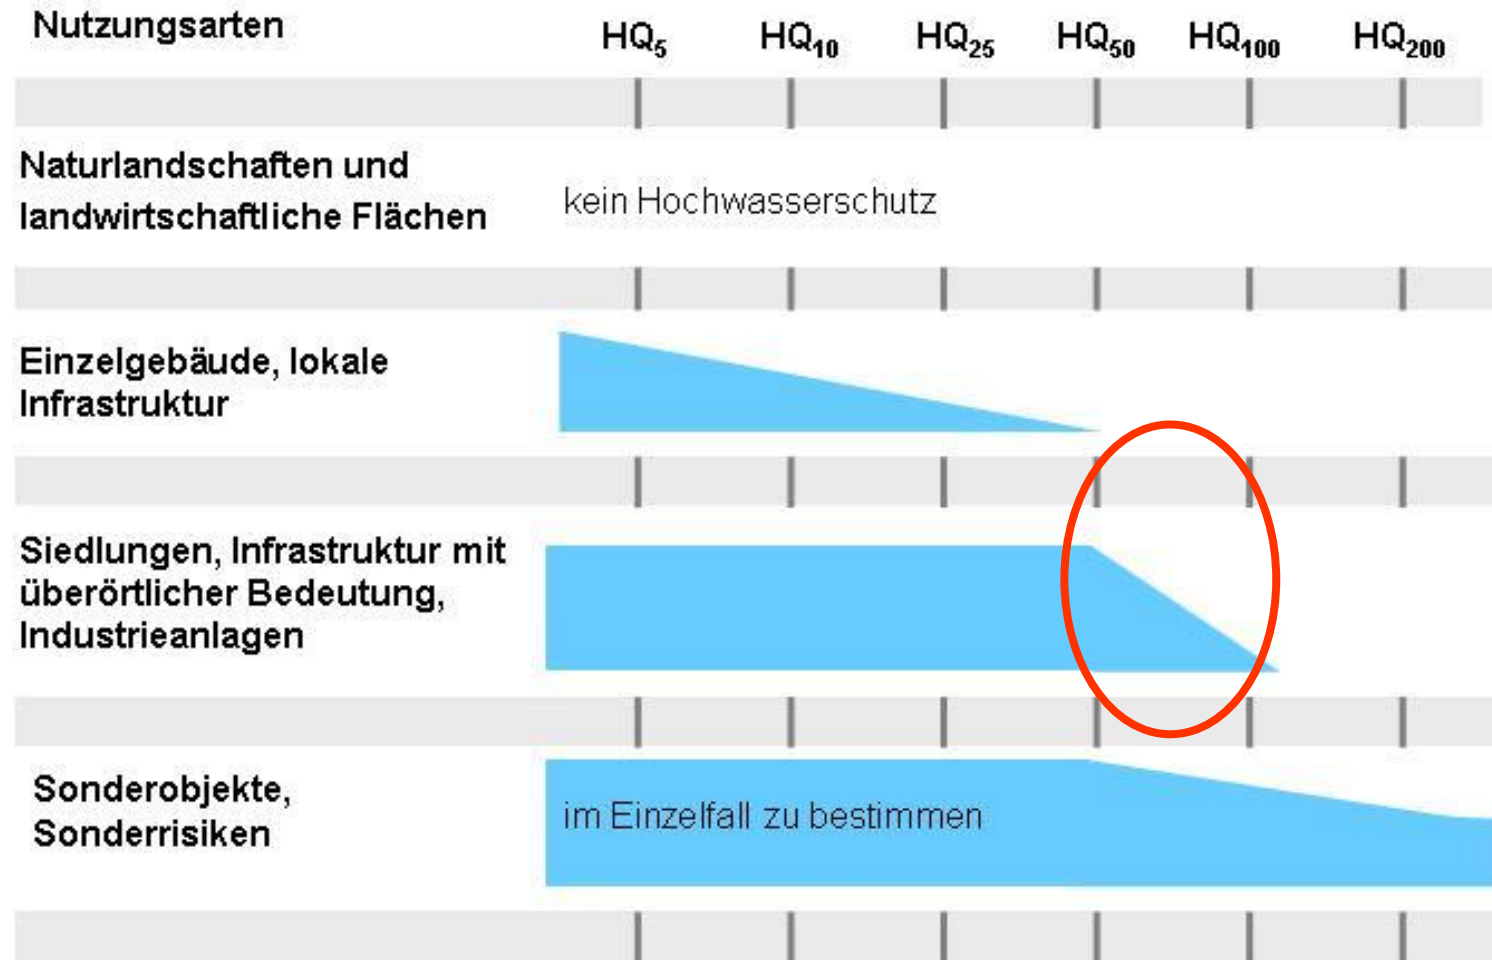 Nutzungsarten HQ5 HQ10 HQ25 HQ50 HQ100 HQ200
Naturlandschaften und
landwirtschaftliche Flächen
kein Hochwasserschutz
Einzelgebäude, lokale
Infrastruktur
Siedlungen, Infrastruktur mit
überörtlicher Bedeutung,
Industrieanlagen
Sonderobjekte,
Sonderrisiken
im Einzelfall zu bestimmen